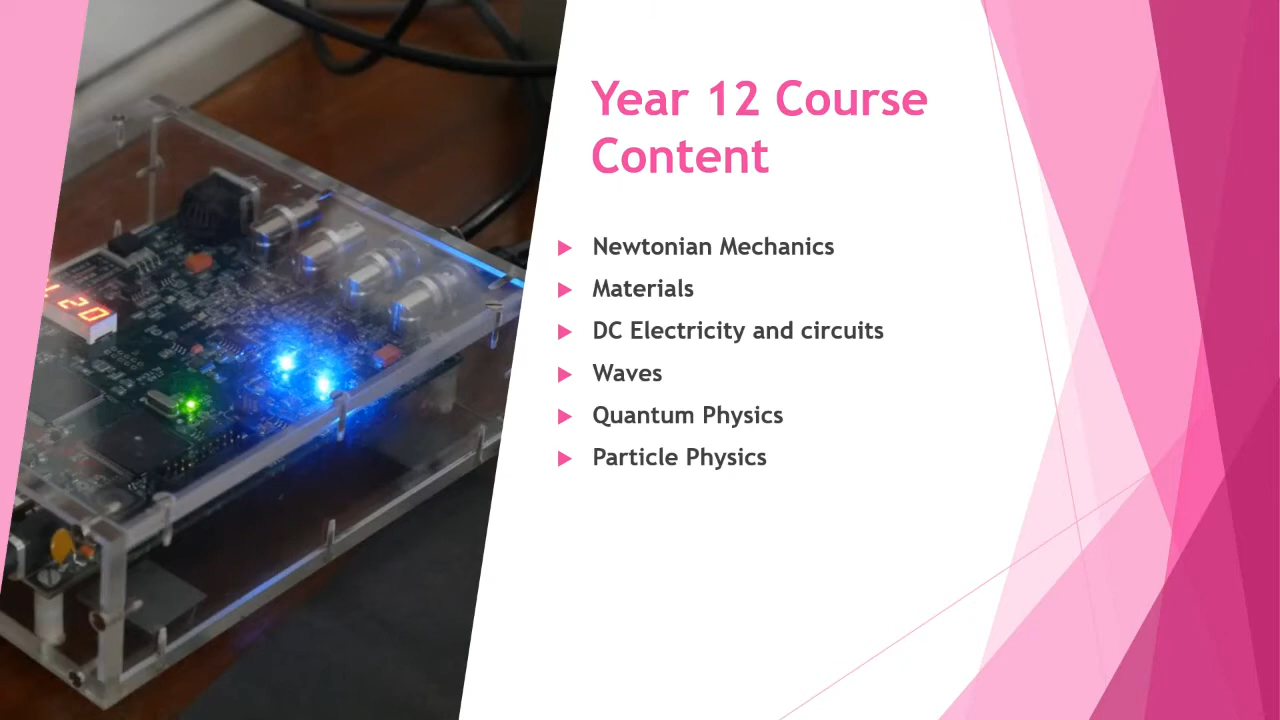 Year 12 Course
Content
Newtonian Mechanics
Materials
DC Electricity and circuits
Waves
Quantum Physics
Particle Physics